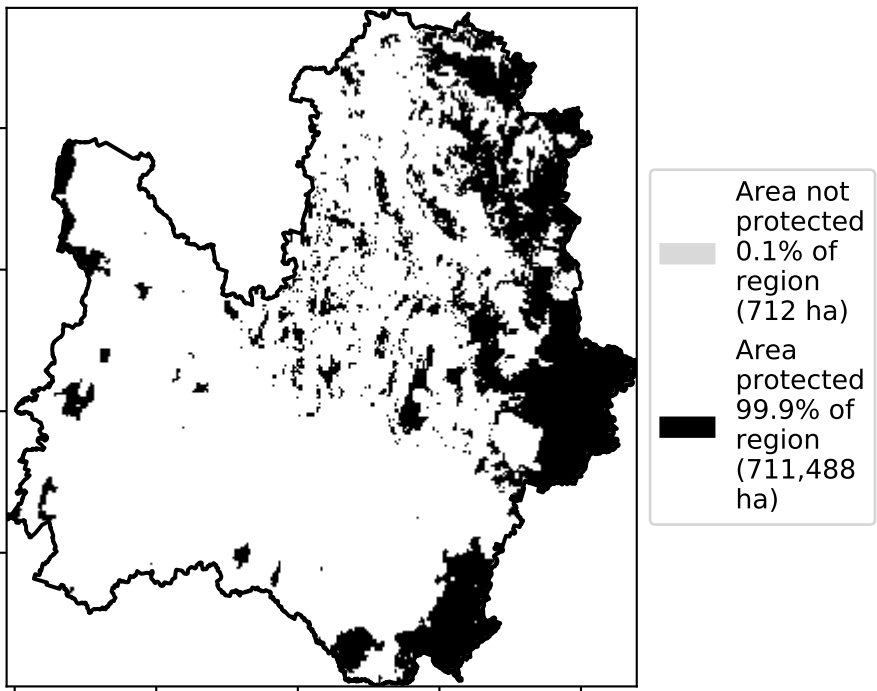 Area not
protected
0.1% of
region
(712 ha)
Area
protected
99.9% of
region
(711,488
ha)